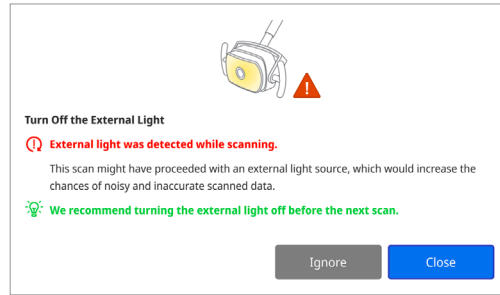 Turn Off the External Light
External light was detected while scanning.
This scan might have proceeded with an external light source, which would increase the
chances of noisy and inaccurate scanned data.
We recommend turning the external light off before the next scan.
Ignore
Close